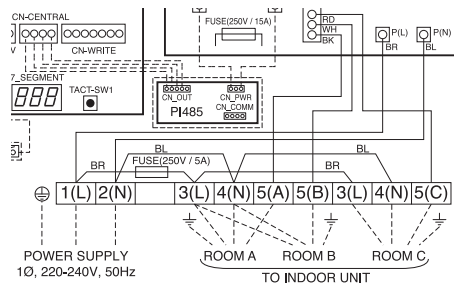 CN-CENTRAL
CN-WRITE
FUSE(250V / 15A)
RD
WH
BK
P(L)
P(N)
BR
BL
7_SEGMENT
TACT-SW1
CN_OUT
CN_PWR
CN_COMM
PI485
BR
FUSE(250V / 5A)
BL
BL
BR
1(L) 2(N) 3(L) 4(N) 5(A) 5(B) 3(L) 4(N) 5(C)
POWER SUPPLY
1Ø, 220-240V, 50Hz
ROOM A ROOM B ROOM C
TO INDOOR UNIT